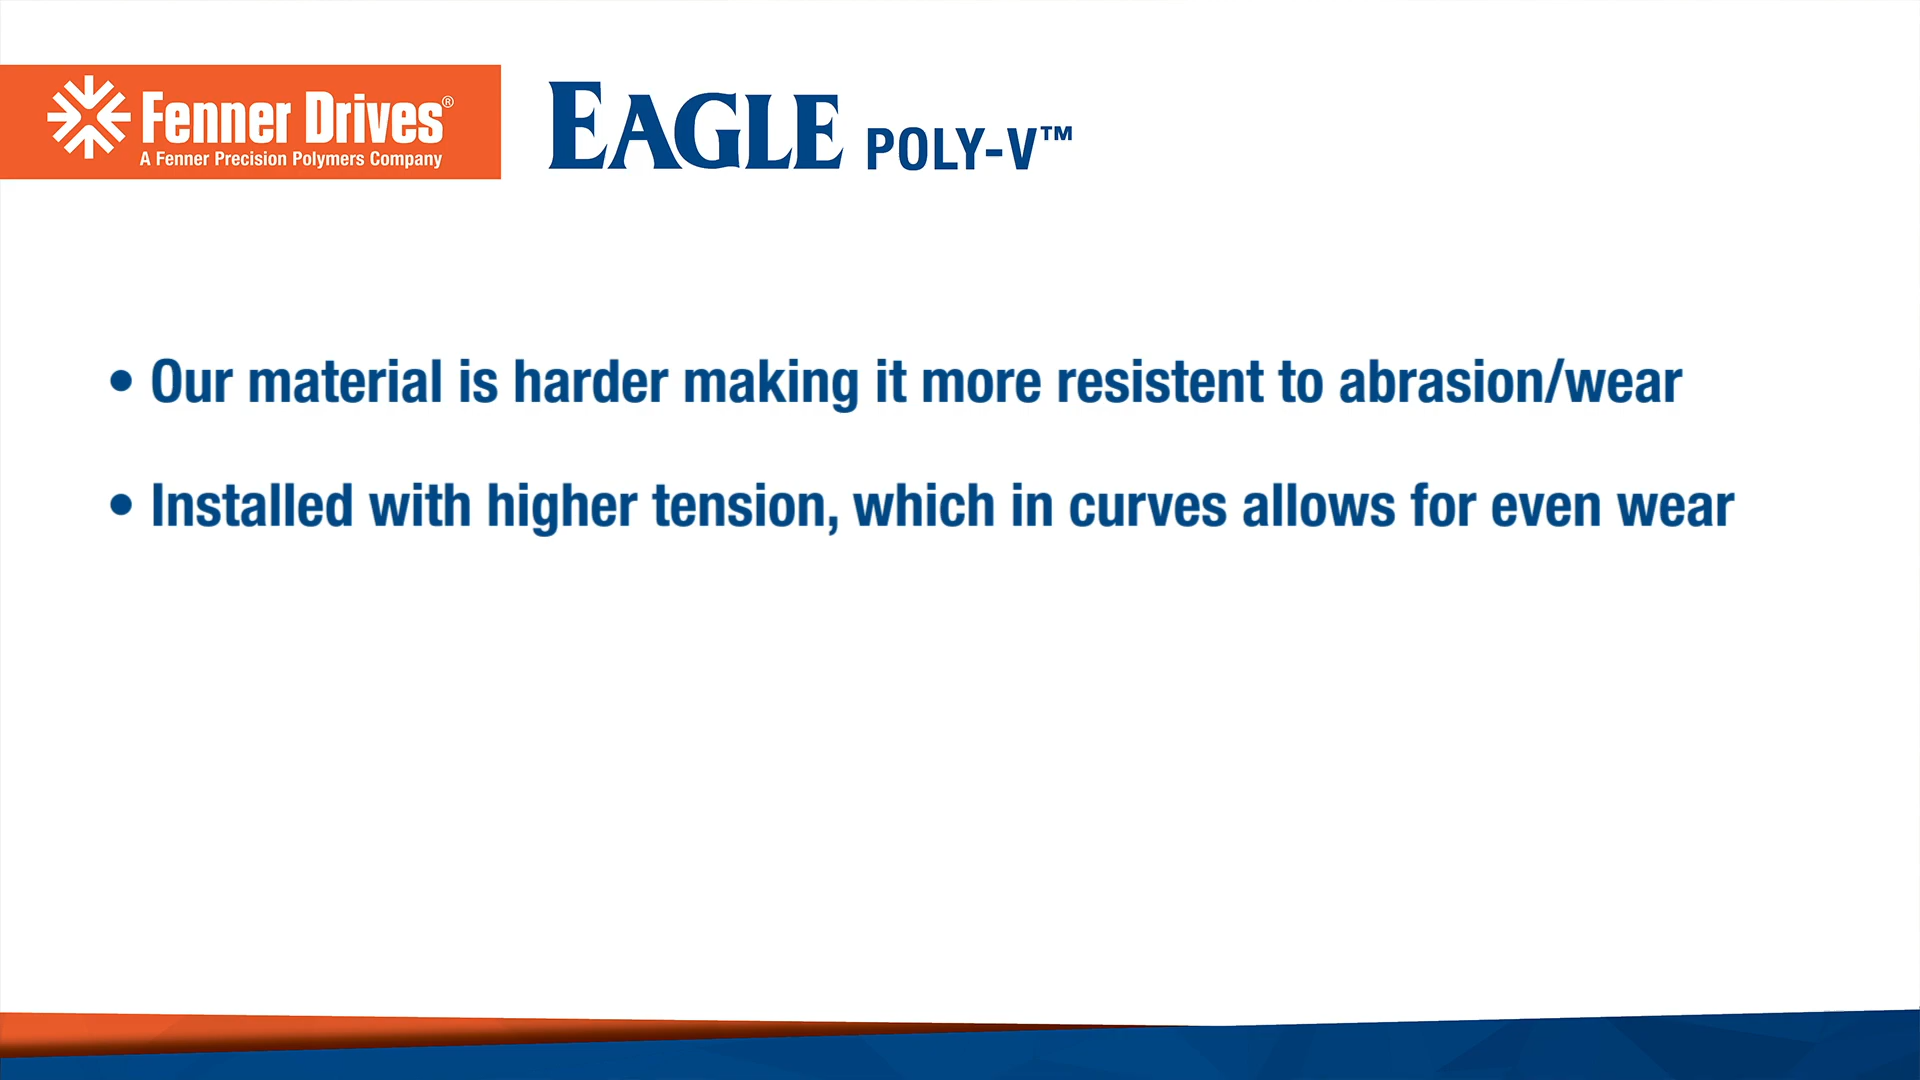 Fenner Drives®
A Fenner Precision Polymers Company
EAGLE POLY-V™
• Our material is harder making it more resistent to abrasion/wear
• Installed with higher tension, which in curves allows for even wear